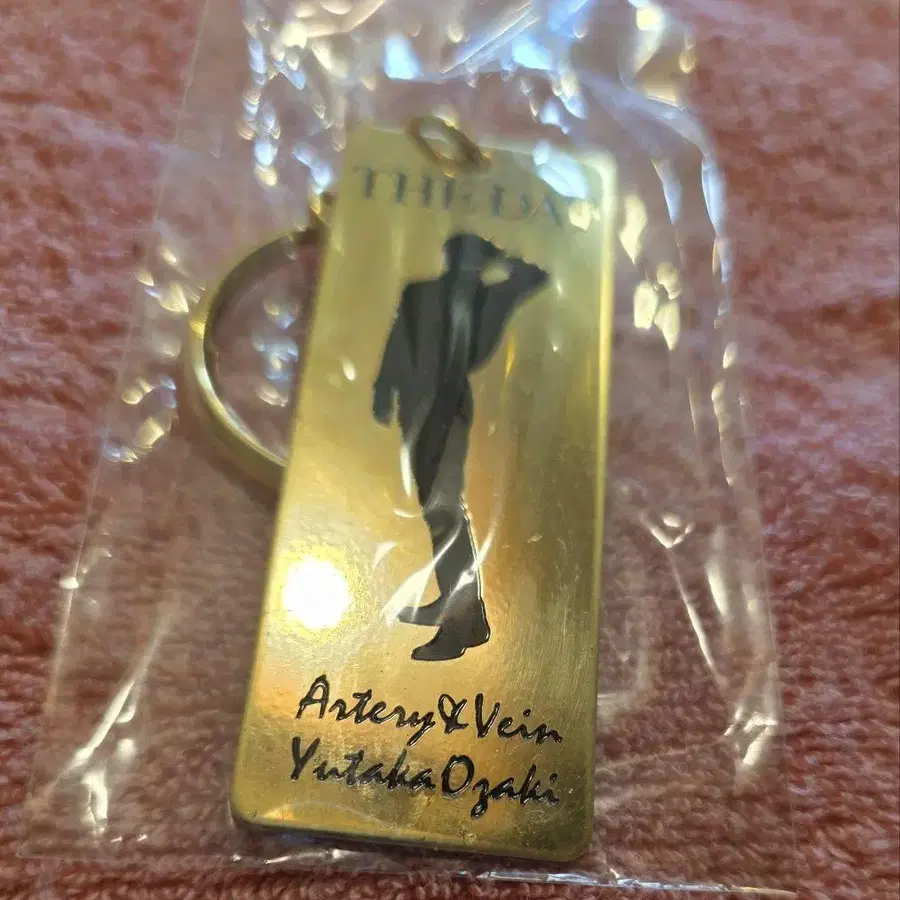 THE DAY
Artery&Vein
Yutaka Ozaki